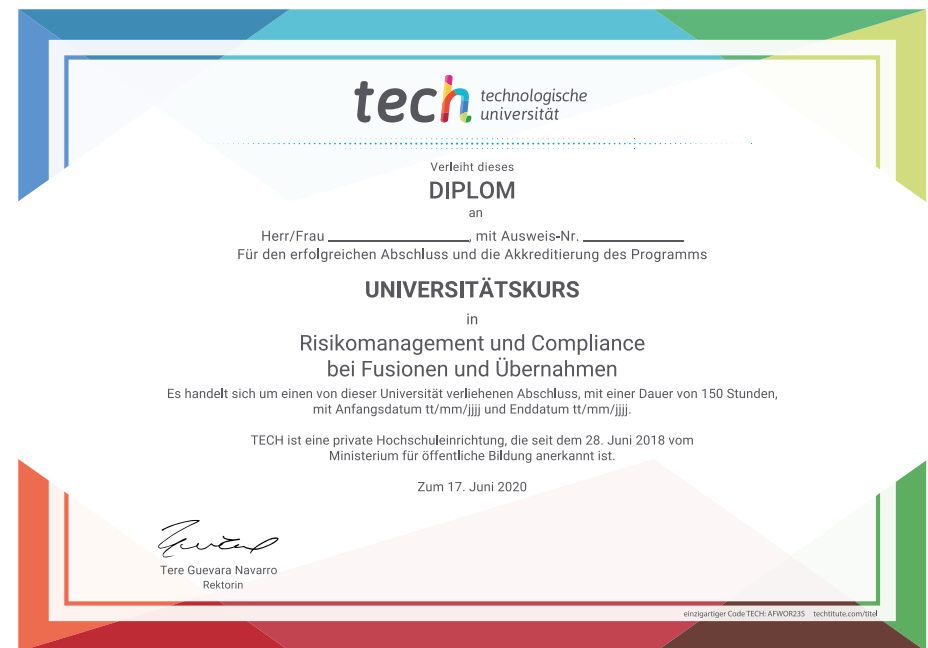 tech technologische
universität
Verleiht dieses
DIPLOM
an
Herr/Frau ____________________, mit Ausweis-Nr. ______________
Für den erfolgreichen Abschluss und die Akkreditierung des Programms
UNIVERSITÄTSKURS
in
Risikomanagement und Compliance
bei Fusionen und Übernahmen
Es handelt sich um einen von dieser Universität verliehenen Abschluss, mit einer Dauer von 150 Stunden,
mit Anfangsdatum tt/mm/jjjj und Enddatum tt/mm/jjjj.
TECH ist eine private Hochschuleinrichtung, die seit dem 28. Juni 2018 vom
Ministerium für öffentliche Bildung anerkannt ist.
Zum 17. Juni 2020
Tere Guevara Navarro
Rektorin
einzigartiger Code TECH: AFWOR23S techtitute.com/titel